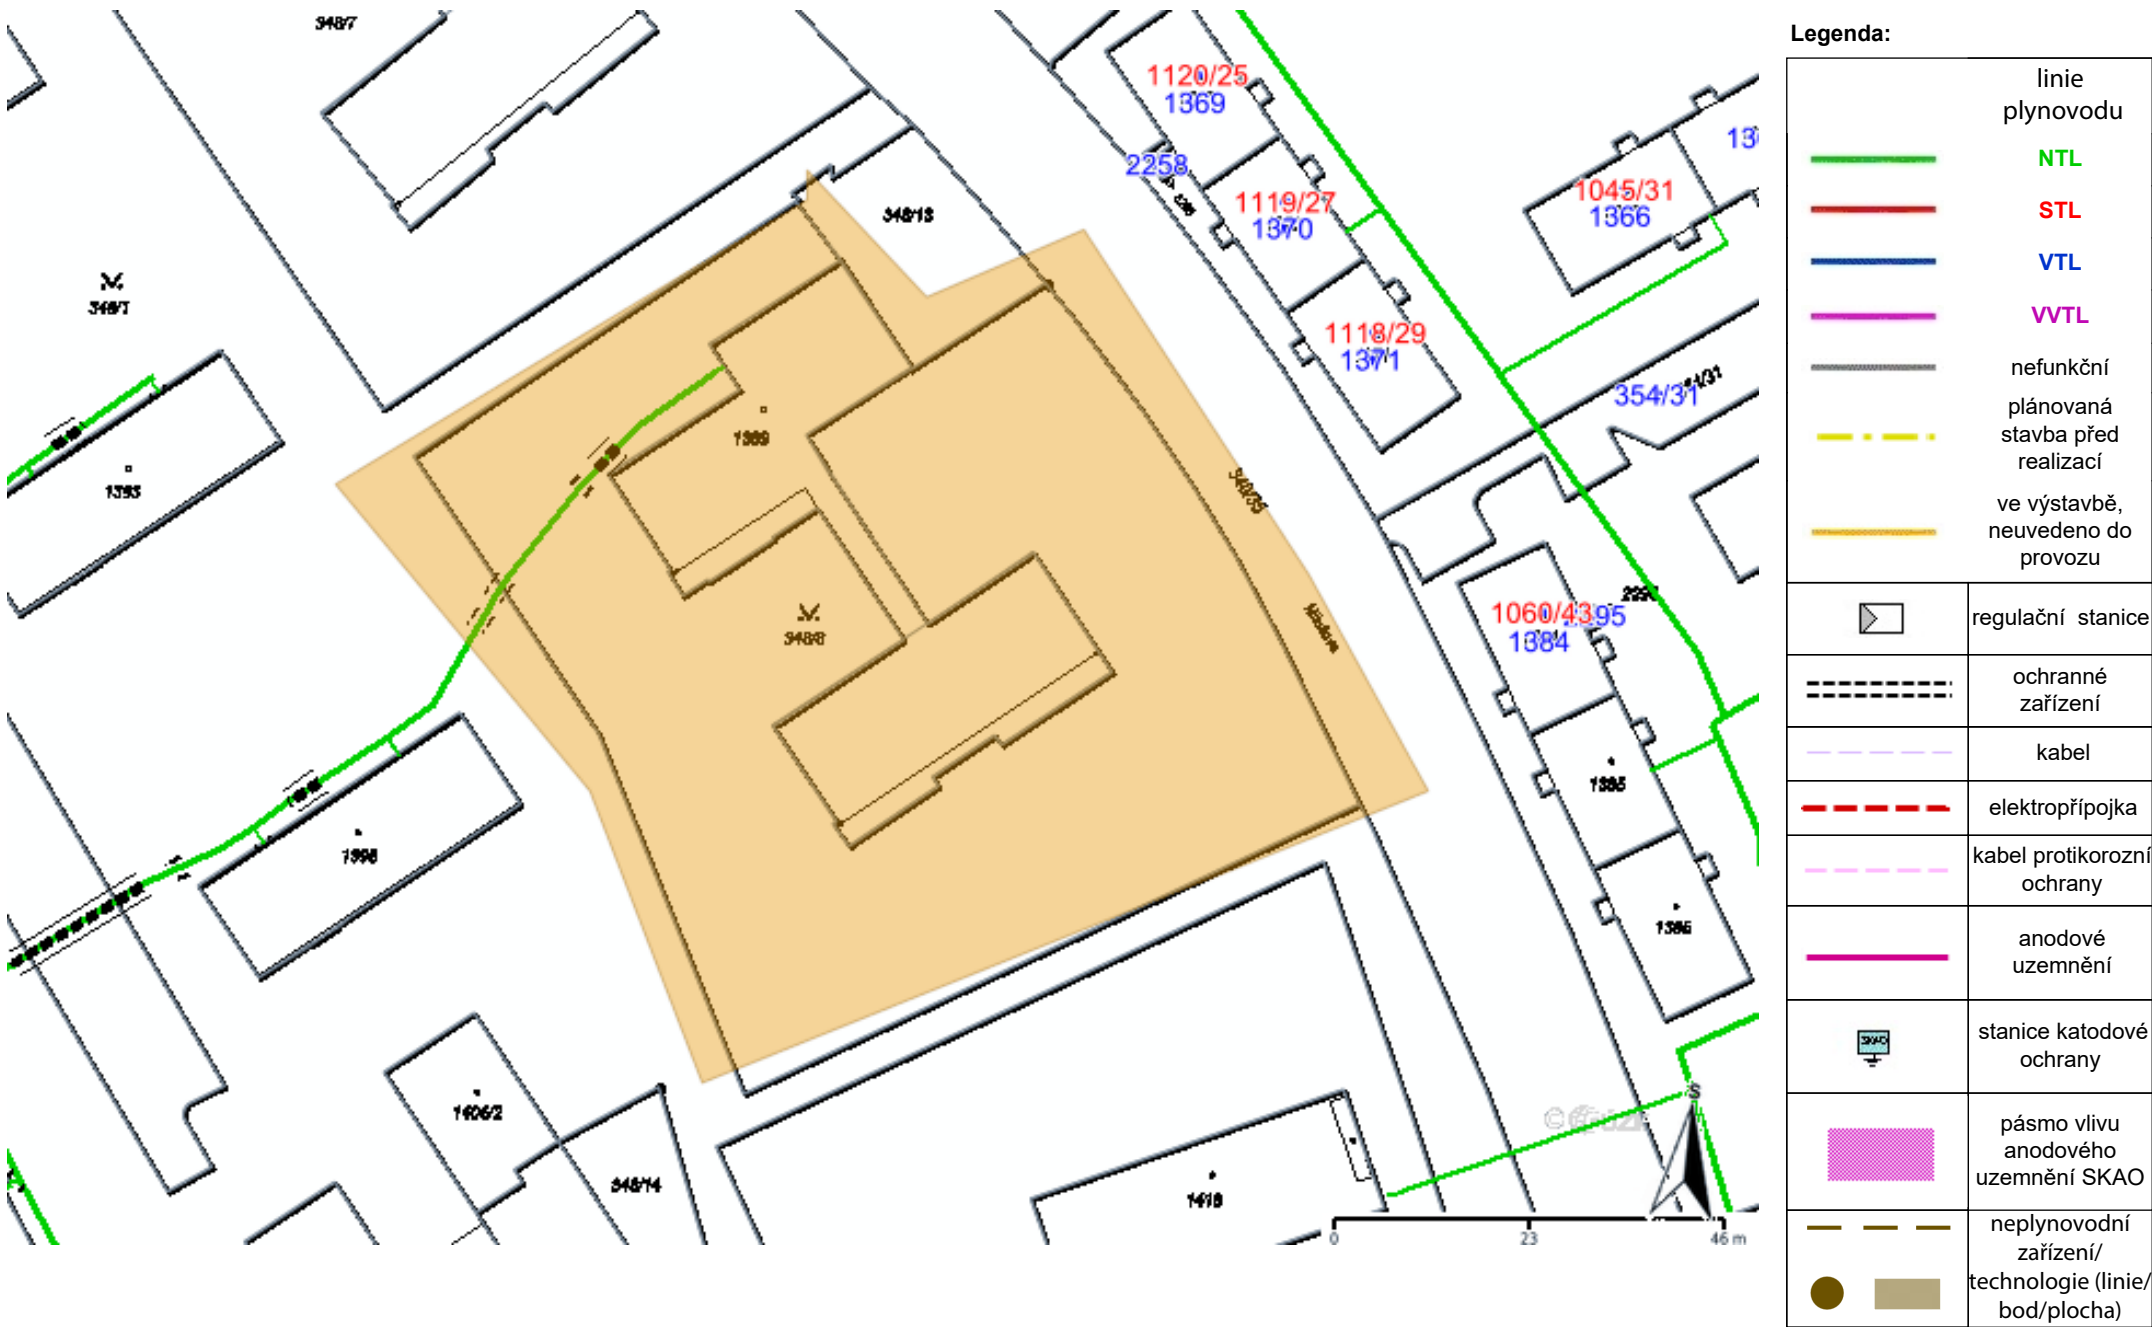 348/7
1120/25
1369
2258
348/13
1119/27
1370
1045/31
1366
1118/29
1371
354/31
1389
1393
348/8
1060/43
1384
1385
1398
1386
1406/2
348/14
1418
S
0
23
46 m
Legenda:
linie
plynovodu
NTL
STL
VTL
VVTL
nefunkční
plánovaná
stavba před
realizací
ve výstavbě,
neuvedeno do
provozu
regulační stanice
ochranné
zařízení
kabel
elektropřípojka
kabel protikorozní
ochrany
anodové
uzemnění
SKAO
stanice katodové
ochrany
pásmo vlivu
anodového
uzemnění SKAO
neplynovodní
zařízení/
technologie (linie/
bod/plocha)